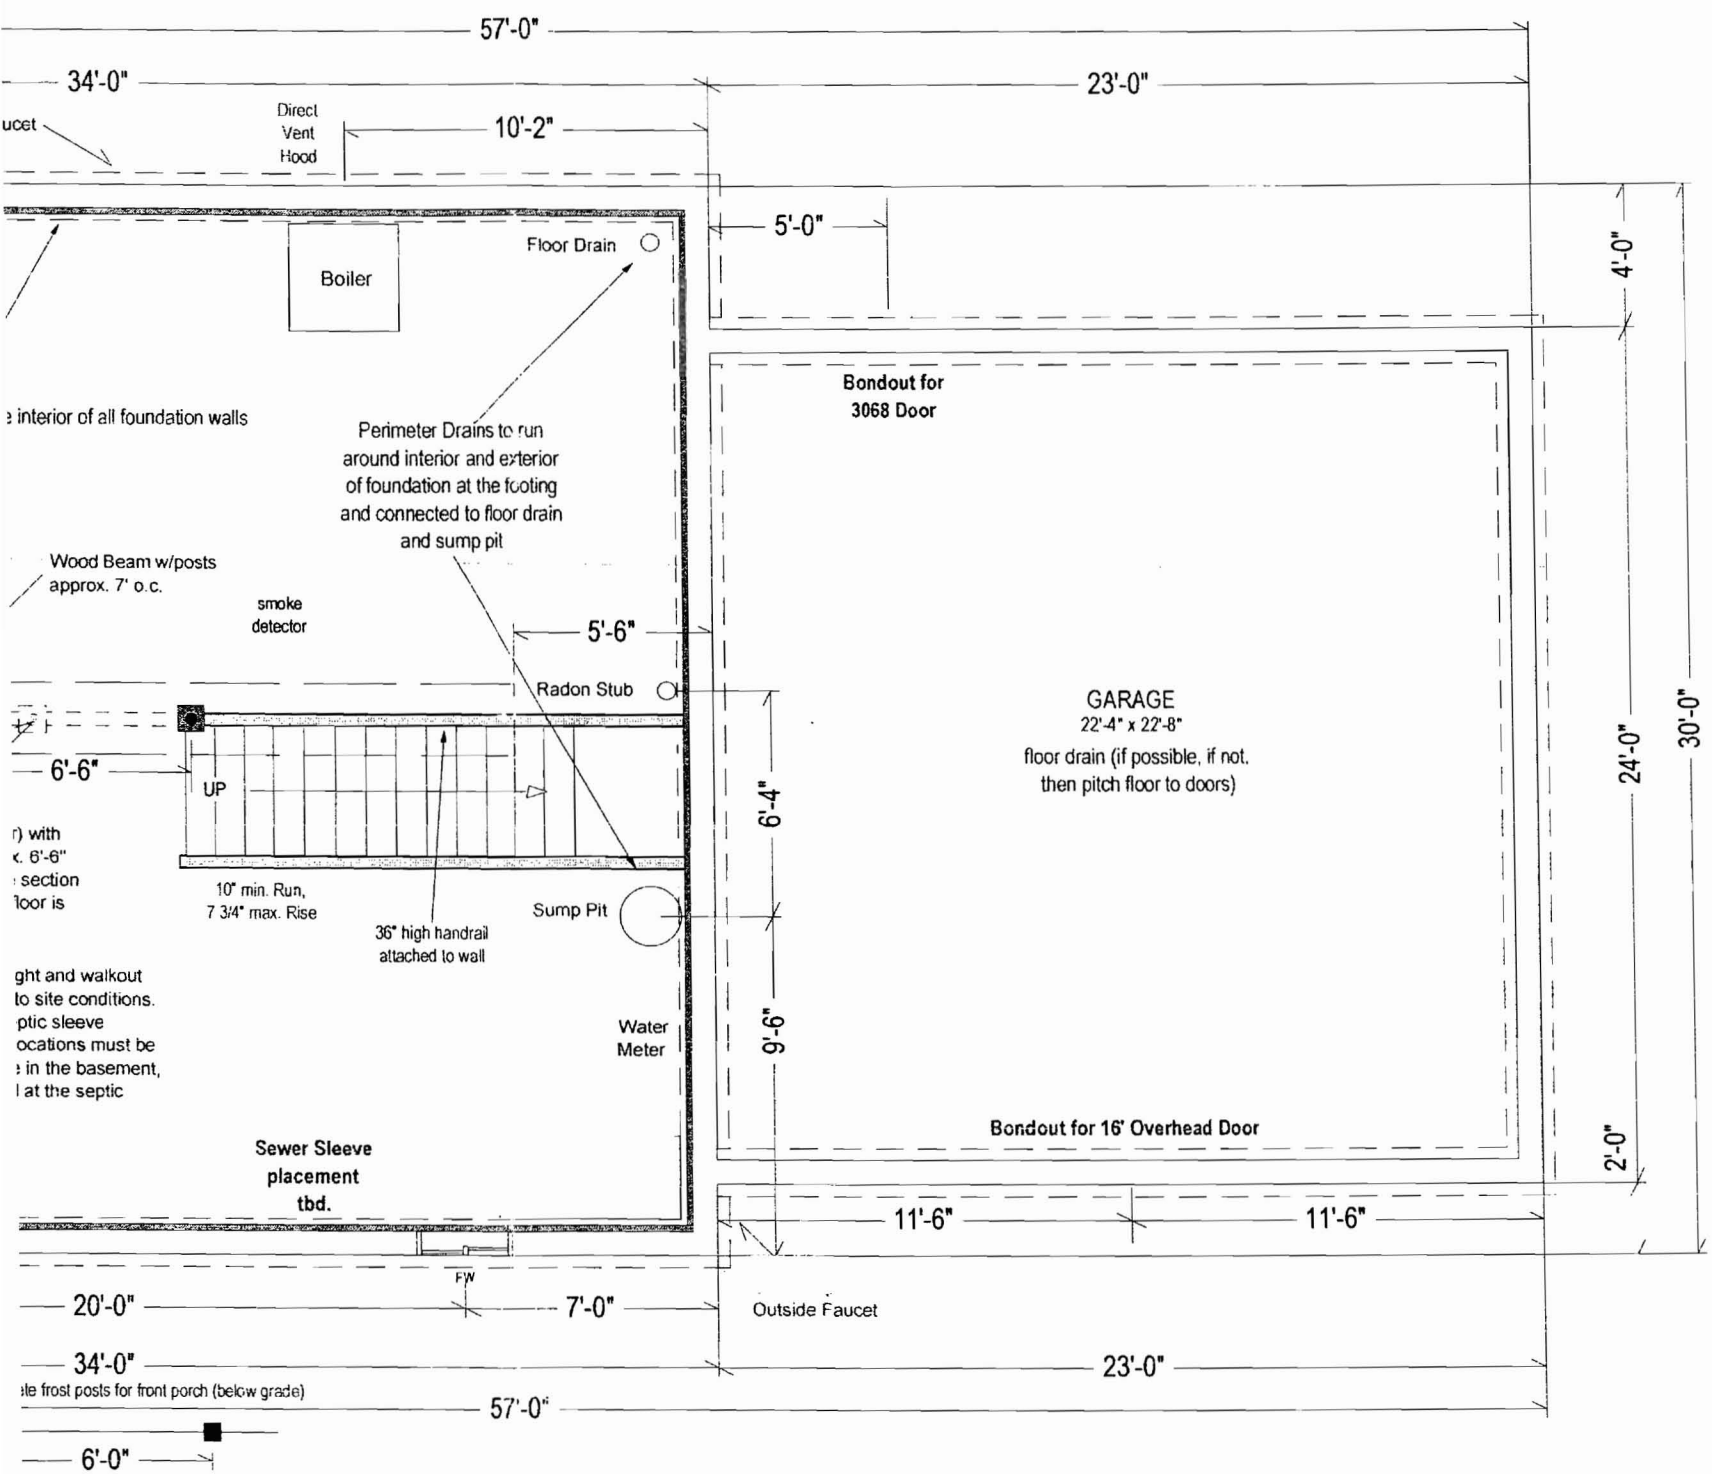 57'-0"
34'-0"
23'-0"
ucet
Direct
Vent
Hood
10'-2"
5'-0"
4'-0"
Floor Drain
Boiler
Bondout for
3068 Door
interior of all foundation walls
Perimeter Drains to run
around interior and exterior
of foundation at the footing
and connected to floor drain
and sump pit
Wood Beam w/posts
approx. 7' o.c.
smoke
detector
5'-6"
Radon Stub
GARAGE
22'-4" x 22'-8"
floor drain (if possible, if not.
then pitch floor to doors)
30'-0"
24'-0"
6'-6"
UP
6'-4"
r) with
x. 6'-6"
section
loor is
10" min. Run,
7 3/4" max. Rise
36" high handrail
attached to wall
Sump Pit
ght and walkout
to site conditions.
ptic sleeve
ocations must be
in the basement,
l at the septic
Water
Meter
9'-6"
Bondout for 16' Overhead Door
2'-0"
Sewer Sleeve
placement
tbd.
11'-6"
11'-6"
FW
20'-0"
7'-0"
Outside Faucet
34'-0"
23'-0"
frost posts for front porch (below grade)
57'-0"
6'-0"